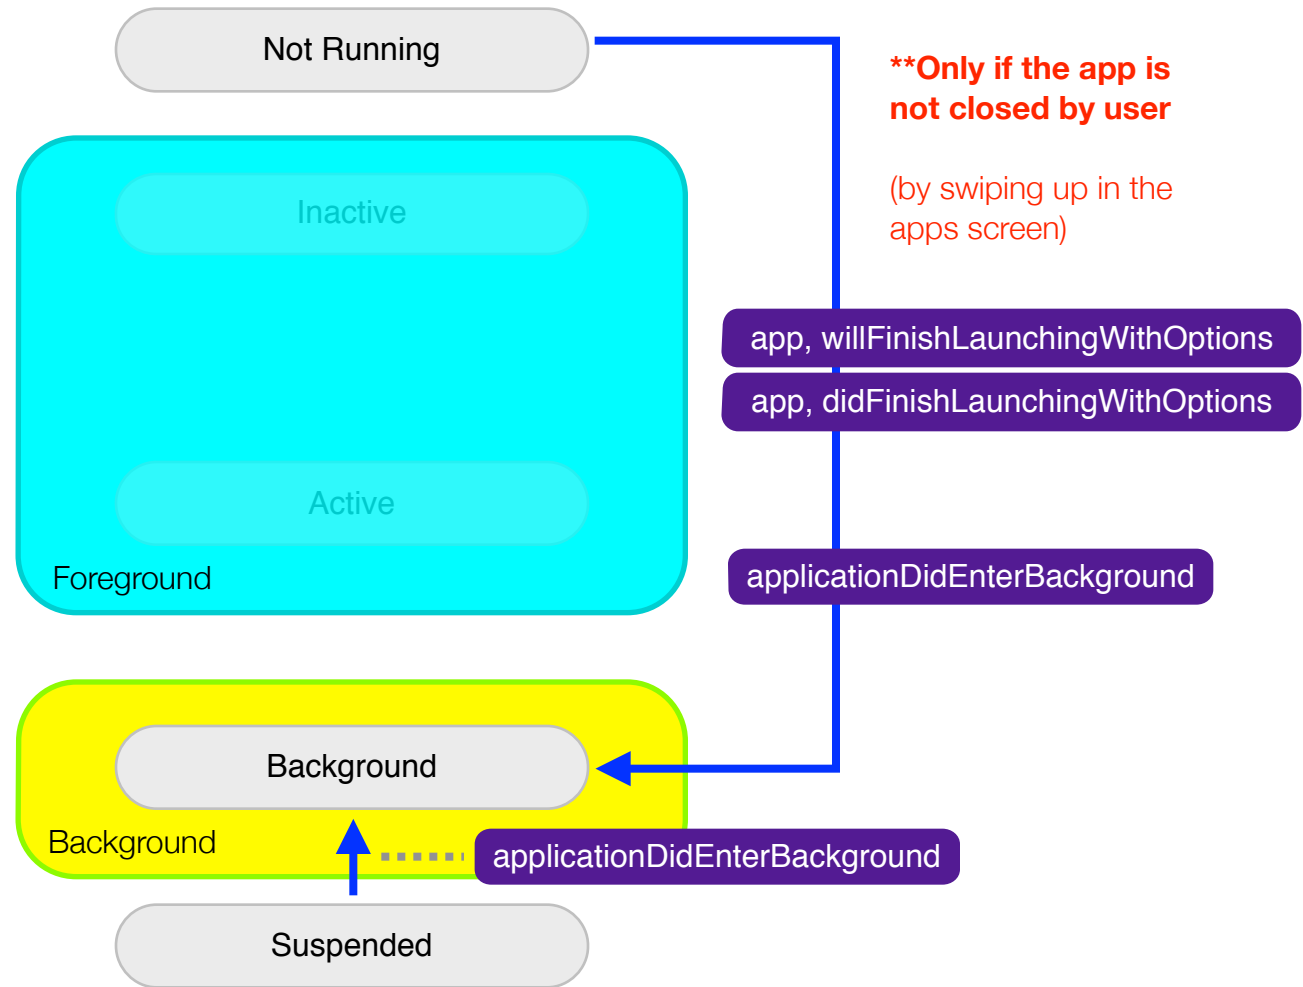 Not Running
**Only if the app is
not closed by user
(by swiping up in the
apps screen)
Inactive
app, willFinishLaunchingWithOptions
app, didFinishLaunchingWithOptions
Active
Foreground
applicationDidEnterBackground
Background
Background
applicationDidEnterBackground
Suspended